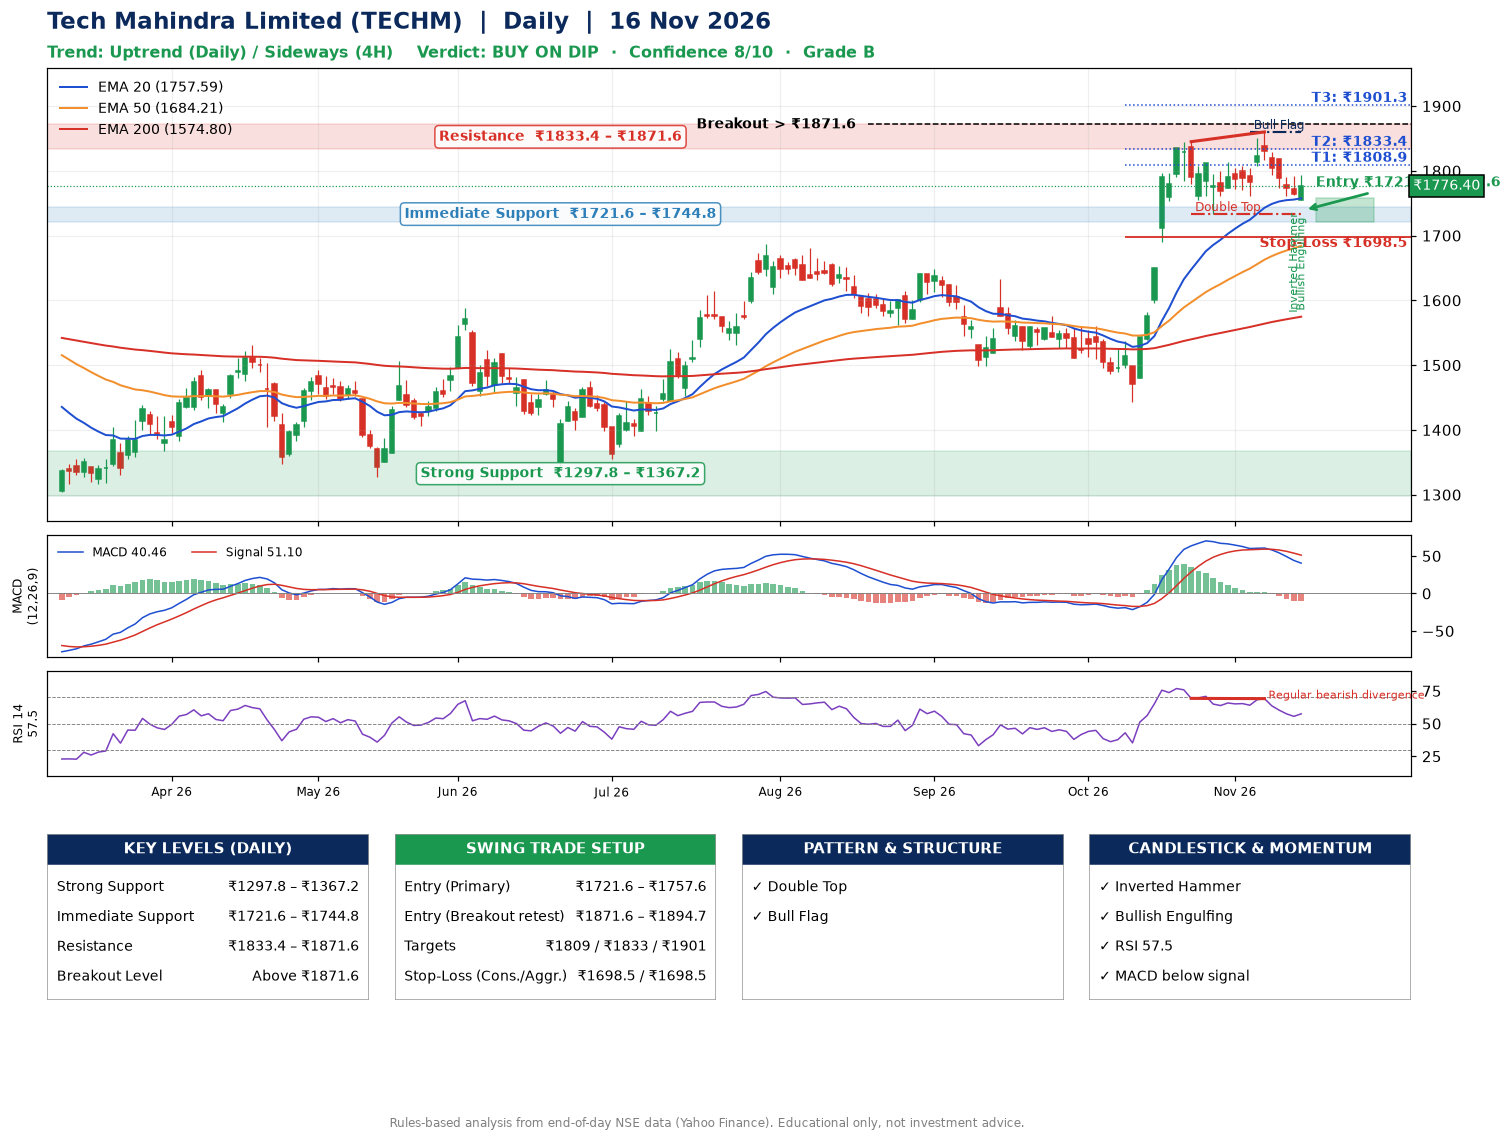 Tech Mahindra Limited (TECHM) | Daily | 16 Nov 2026
Trend: Uptrend (Daily) / Sideways (4H) Verdict: BUY ON DIP · Confidence 8/10 · Grade B
EMA 20 (1757.59)
EMA 50 (1684.21)
EMA 200 (1574.80)
Resistance ₹1833.4 – ₹1871.6
Breakout > ₹1871.6
Immediate Support ₹1721.6 – ₹1744.8
Strong Support ₹1297.8 – ₹1367.2
T3: ₹1901.3
Bull Flag
T2: ₹1833.4
T1: ₹1808.9
Entry ₹1721
.6
₹1776.40
Double Top
Stop-Loss ₹1698.5
Inverted Hammer
Bullish Engulfing
1900
1800
1700
1600
1500
1400
1300
MACD 40.46 Signal 51.10
MACD
(12,26,9)
50
0
−50
RSI 14
57.5
Regular bearish divergence
75
50
25
Apr 26 May 26 Jun 26 Jul 26 Aug 26 Sep 26 Oct 26 Nov 26
KEY LEVELS (DAILY)
Strong Support ₹1297.8 – ₹1367.2
Immediate Support ₹1721.6 – ₹1744.8
Resistance ₹1833.4 – ₹1871.6
Breakout Level Above ₹1871.6
SWING TRADE SETUP
Entry (Primary) ₹1721.6 – ₹1757.6
Entry (Breakout retest) ₹1871.6 – ₹1894.7
Targets ₹1809 / ₹1833 / ₹1901
Stop-Loss (Cons./Aggr.) ₹1698.5 / ₹1698.5
PATTERN & STRUCTURE
✓ Double Top
✓ Bull Flag
CANDLESTICK & MOMENTUM
✓ Inverted Hammer
✓ Bullish Engulfing
✓ RSI 57.5
✓ MACD below signal
Rules-based analysis from end-of-day NSE data (Yahoo Finance). Educational only, not investment advice.